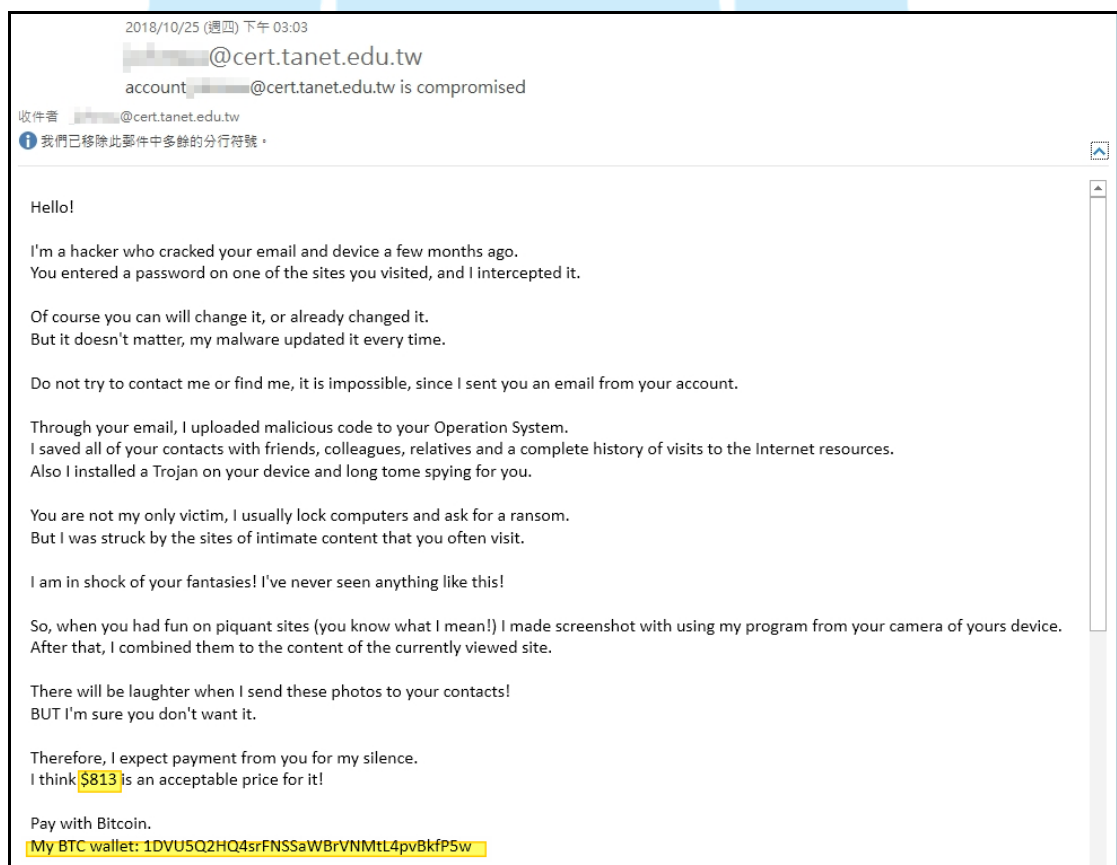 2018/10/25 (週四) 下午 03:03
@cert.tanet.edu.tw
account @cert.tanet.edu.tw is compromised
收件者 @cert.tanet.edu.tw
我們已移除此郵件中多餘的分行符號。
Hello!
I'm a hacker who cracked your email and device a few months ago.
You entered a password on one of the sites you visited, and I intercepted it.
Of course you can will change it, or already changed it.
But it doesn't matter, my malware updated it every time.
Do not try to contact me or find me, it is impossible, since I sent you an email from your account.
Through your email, I uploaded malicious code to your Operation System.
I saved all of your contacts with friends, colleagues, relatives and a complete history of visits to the Internet resources.
Also I installed a Trojan on your device and long tome spying for you.
You are not my only victim, I usually lock computers and ask for a ransom.
But I was struck by the sites of intimate content that you often visit.
I am in shock of your fantasies! I've never seen anything like this!
So, when you had fun on piquant sites (you know what I mean!) I made screenshot with using my program from your camera of yours device.
After that, I combined them to the content of the currently viewed site.
There will be laughter when I send these photos to your contacts!
BUT I'm sure you don't want it.
Therefore, I expect payment from you for my silence.
I think $813 is an acceptable price for it!
Pay with Bitcoin.
My BTC wallet: 1DVU5Q2HQ4srFNSSaWBrVNMtL4pvBkfP5w